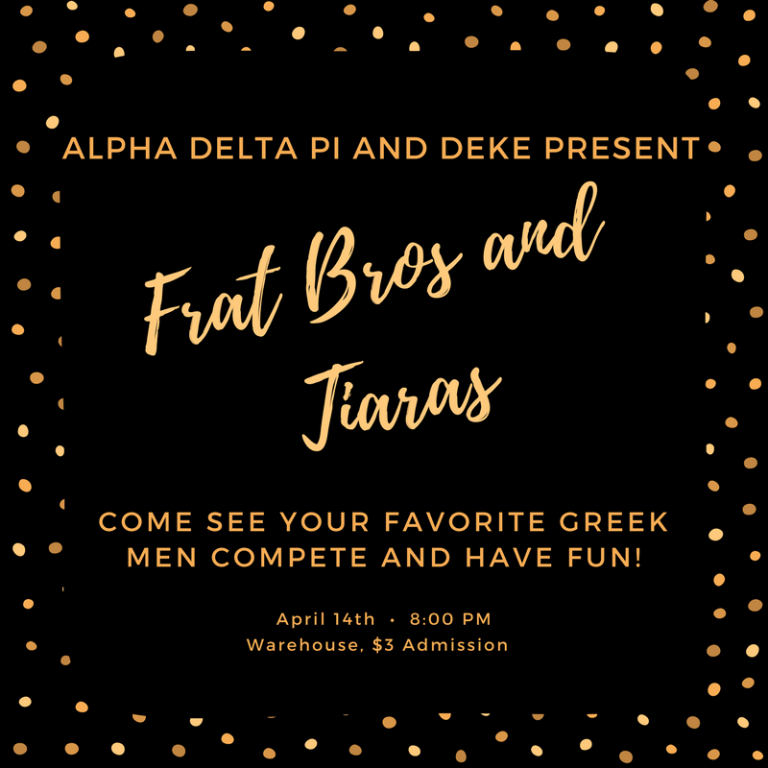 ALPHA DELTA PI AND DEKE PRESENT
Frat Bros and
Tiaras
COME SEE YOUR FAVORITE GREEK
MEN COMPETE AND HAVE FUN!
April 14th • 8:00 PM
Warehouse, $3 Admission